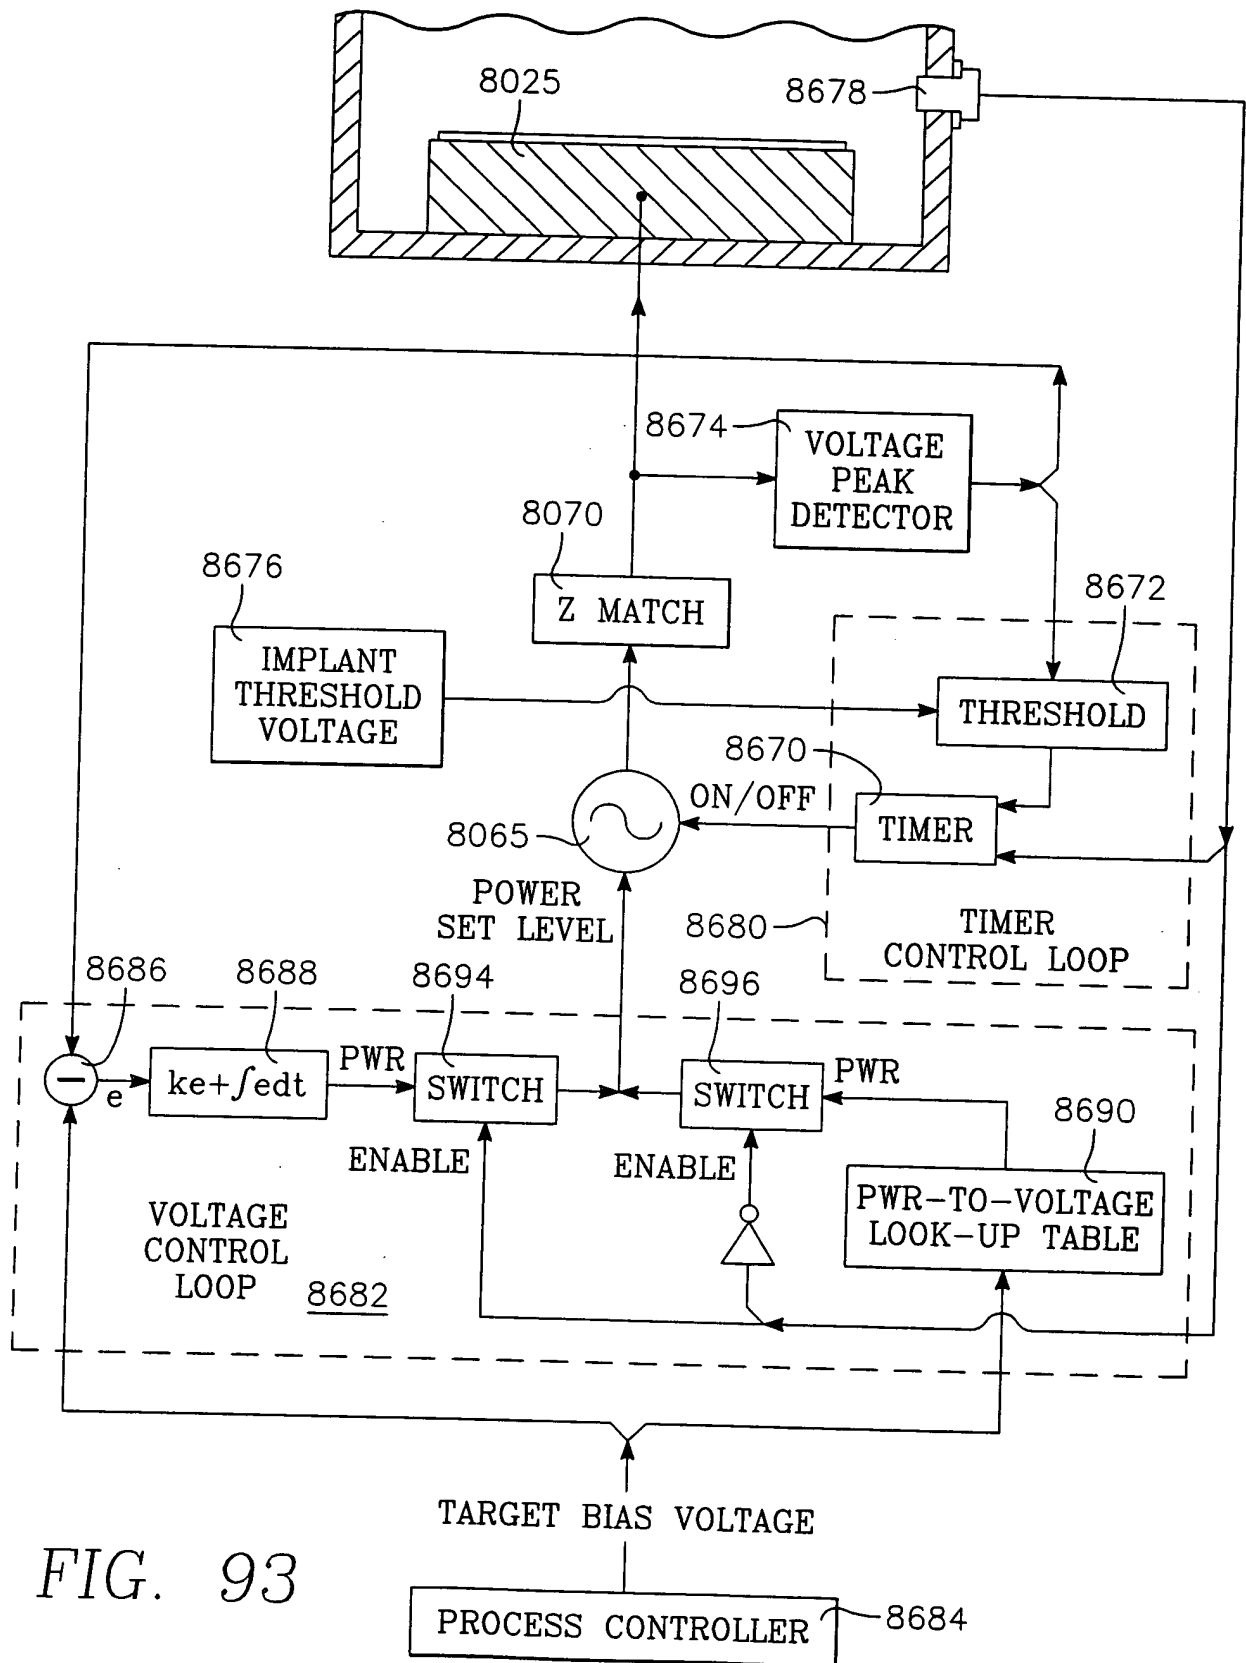 8025
8678
8674
VOLTAGE
PEAK
DETECTOR
8070
Z MATCH
8676
IMPLANT
THRESHOLD
VOLTAGE
8672
THRESHOLD
8670
ON/OFF
TIMER
8065
POWER
SET LEVEL
8680
TIMER
CONTROL LOOP
8686
8688
8694
8696
−
e
ke+∫edt
PWR
SWITCH
SWITCH
PWR
ENABLE
ENABLE
8690
PWR-TO-VOLTAGE
LOOK-UP TABLE
VOLTAGE
CONTROL
LOOP
8682
TARGET BIAS VOLTAGE
FIG. 93
PROCESS CONTROLLER
8684